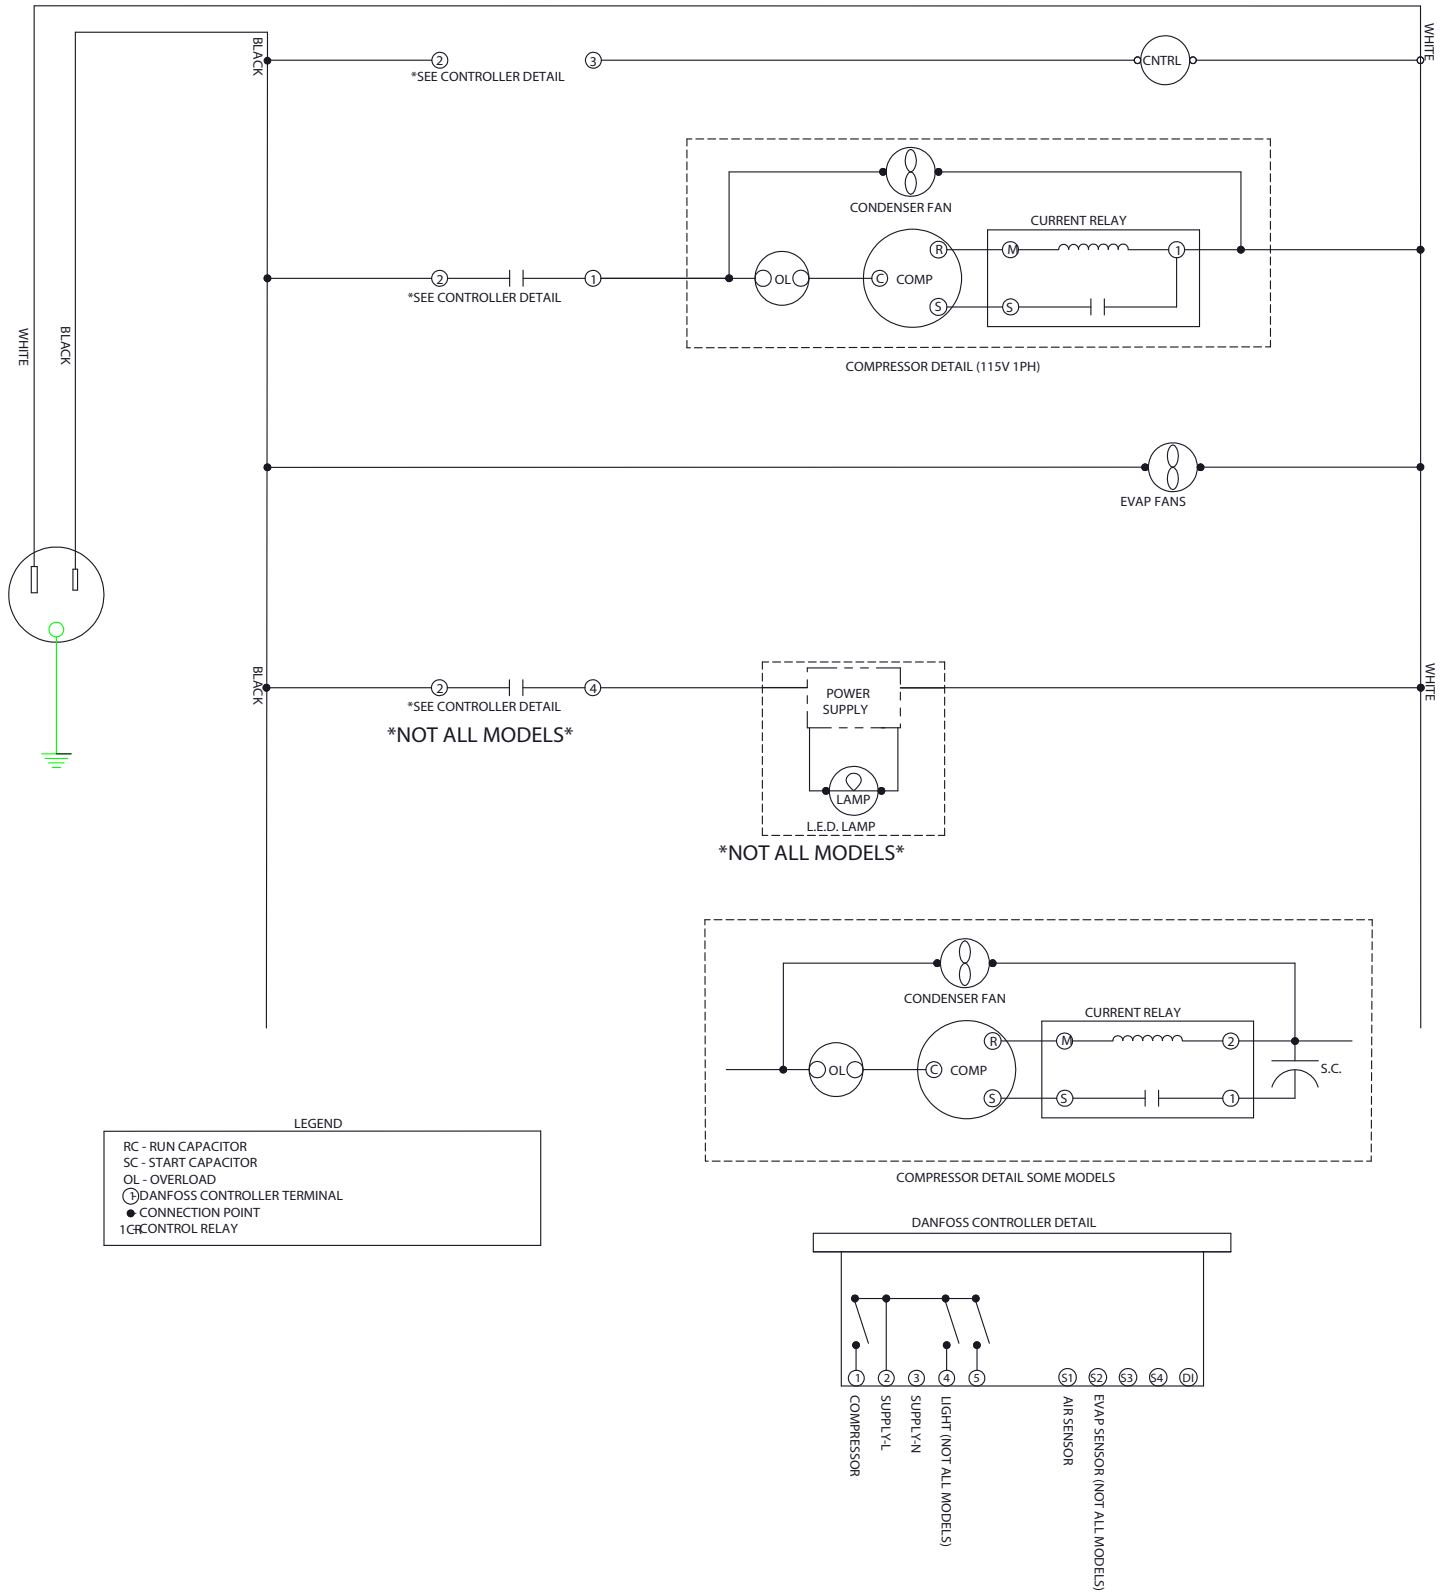 BLACK
WHITE
2
3
CNTRL
*SEE CONTROLLER DETAIL
CONDENSER FAN
CURRENT RELAY
R
M
1
2
1
OL
C
COMP
*SEE CONTROLLER DETAIL
S
S
WHITE
BLACK
COMPRESSOR DETAIL (115V 1PH)
EVAP FANS
BLACK
WHITE
2
4
*SEE CONTROLLER DETAIL
*NOT ALL MODELS*
POWER
SUPPLY
LAMP
L.E.D. LAMP
*NOT ALL MODELS*
CONDENSER FAN
CURRENT RELAY
R
M
2
OL
C
COMP
S.C.
S
S
1
COMPRESSOR DETAIL SOME MODELS
LEGEND
RC - RUN CAPACITOR
SC - START CAPACITOR
OL - OVERLOAD
1-DANFOSS CONTROLLER TERMINAL
- CONNECTION POINT
1CR-CONTROL RELAY
DANFOSS CONTROLLER DETAIL
1
2
3
4
5
S1
S2
S3
S4
DI
COMPRESSOR
SUPPLY-L
SUPPLY-N
LIGHT (NOT ALL MODELS)
AIR SENSOR
EVAP SENSOR (NOT ALL MODELS)